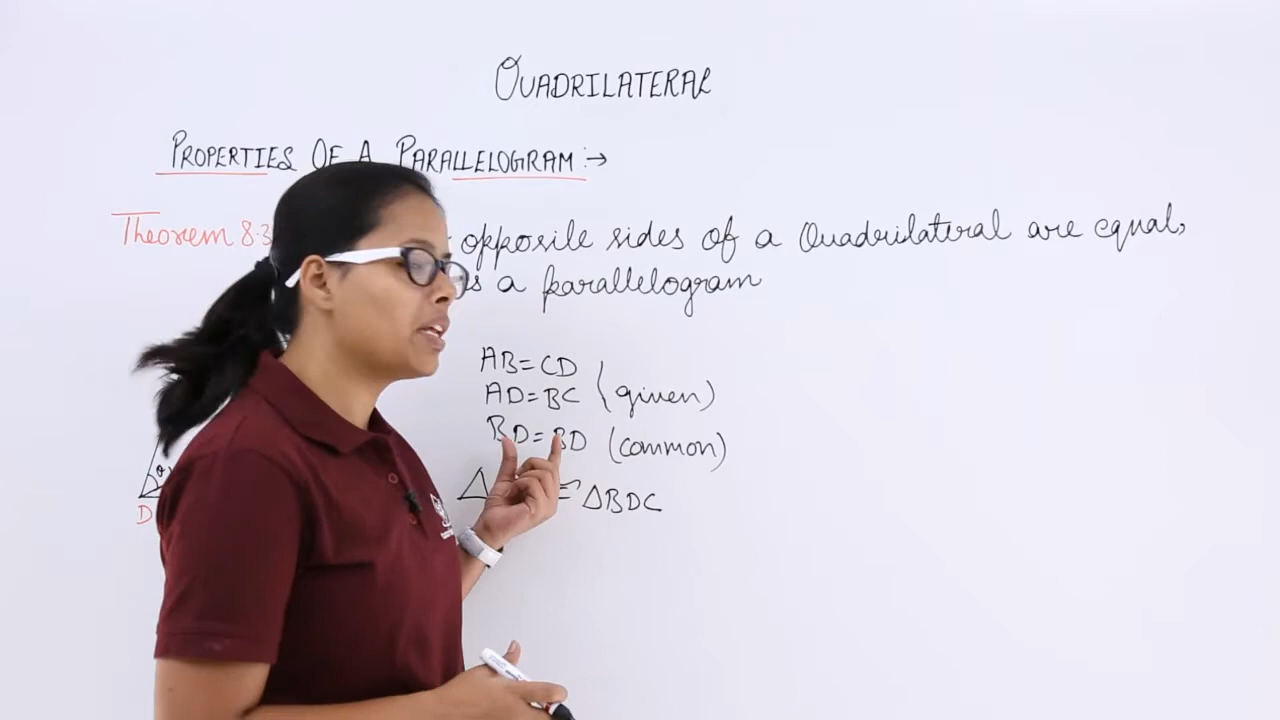 QUADRILATERAL
PROPERTIES OF A PARALLELOGRAM :→
Theorem 8.3 opposite sides of a Quadrilateral are equal,
a parallelogram
AB = CD
AD = BC (given)
BD = BD (common)
Δ ≅ ΔBDC
D